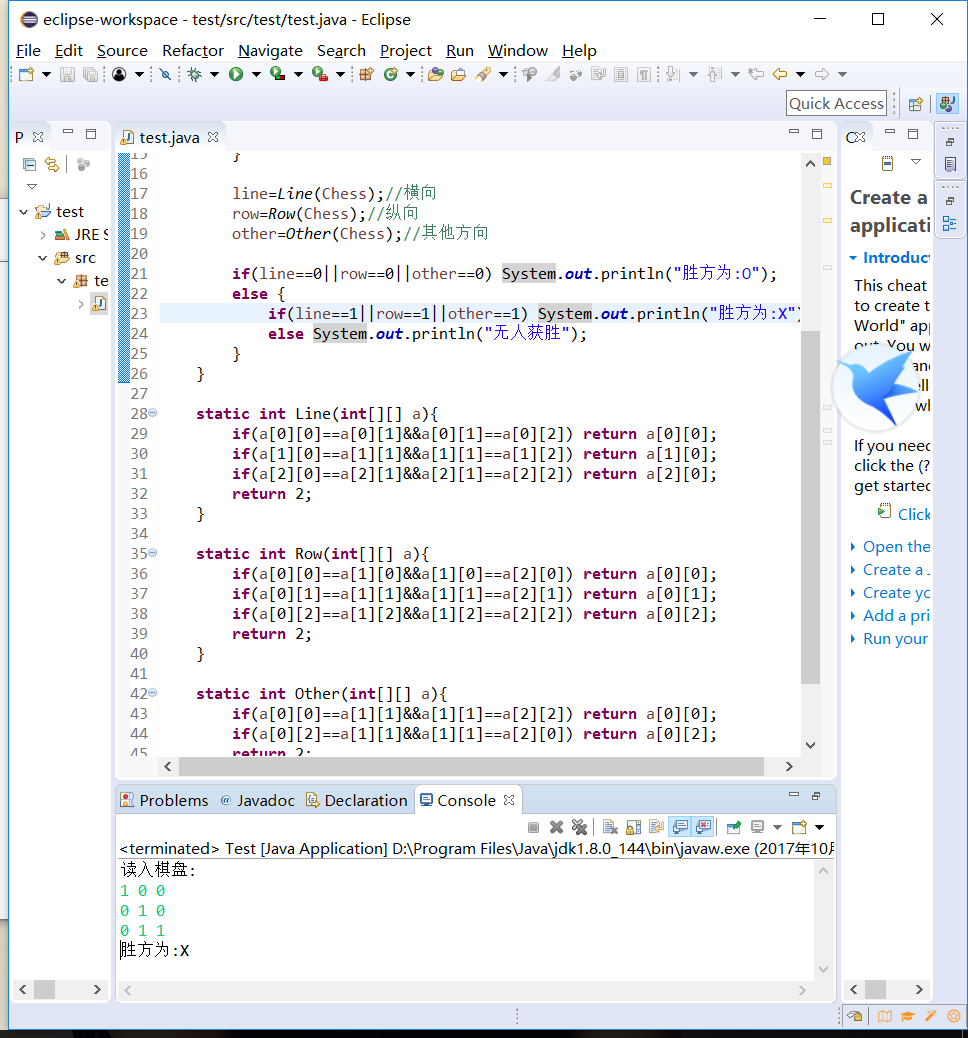 eclipse-workspace - test/src/test/test.java - Eclipse
File Edit Source Refactor Navigate Search Project Run Window Help
Quick Access
P
test.java
test
JRE S
src
te
15 }
16
17 line=Line(Chess);//横向
18 row=Row(Chess);//纵向
19 other=Other(Chess);//其他方向
20
21 if(line==0||row==0||other==0) System.out.println("胜方为:O");
22 else {
23 if(line==1||row==1||other==1) System.out.println("胜方为:X")
24 else System.out.println("无人获胜");
25 }
26 }
27
28 static int Line(int[][] a){
29 if(a[0][0]==a[0][1]&&a[0][1]==a[0][2]) return a[0][0];
30 if(a[1][0]==a[1][1]&&a[1][1]==a[1][2]) return a[1][0];
31 if(a[2][0]==a[2][1]&&a[2][1]==a[2][2]) return a[2][0];
32 return 2;
33 }
34
35 static int Row(int[][] a){
36 if(a[0][0]==a[1][0]&&a[1][0]==a[2][0]) return a[0][0];
37 if(a[0][1]==a[1][1]&&a[1][1]==a[2][1]) return a[0][1];
38 if(a[0][2]==a[1][2]&&a[1][2]==a[2][2]) return a[0][2];
39 return 2;
40 }
41
42 static int Other(int[][] a){
43 if(a[0][0]==a[1][1]&&a[1][1]==a[2][2]) return a[0][0];
44 if(a[0][2]==a[1][1]&&a[1][1]==a[2][0]) return a[0][2];
45 return 2;
C
Create a
applicati
Introduct
This cheat
to create t
World" app
out. You w
and
ell
wh
If you need
click the (?
get started
Click
Open the
Create a .
Create yo
Add a pri
Run your
Problems @ Javadoc Declaration Console
<terminated> Test [Java Application] D:\Program Files\Java\jdk1.8.0_144\bin\javaw.exe (2017年10月
读入棋盘:
1 0 0
0 1 0
0 1 1
胜方为:X